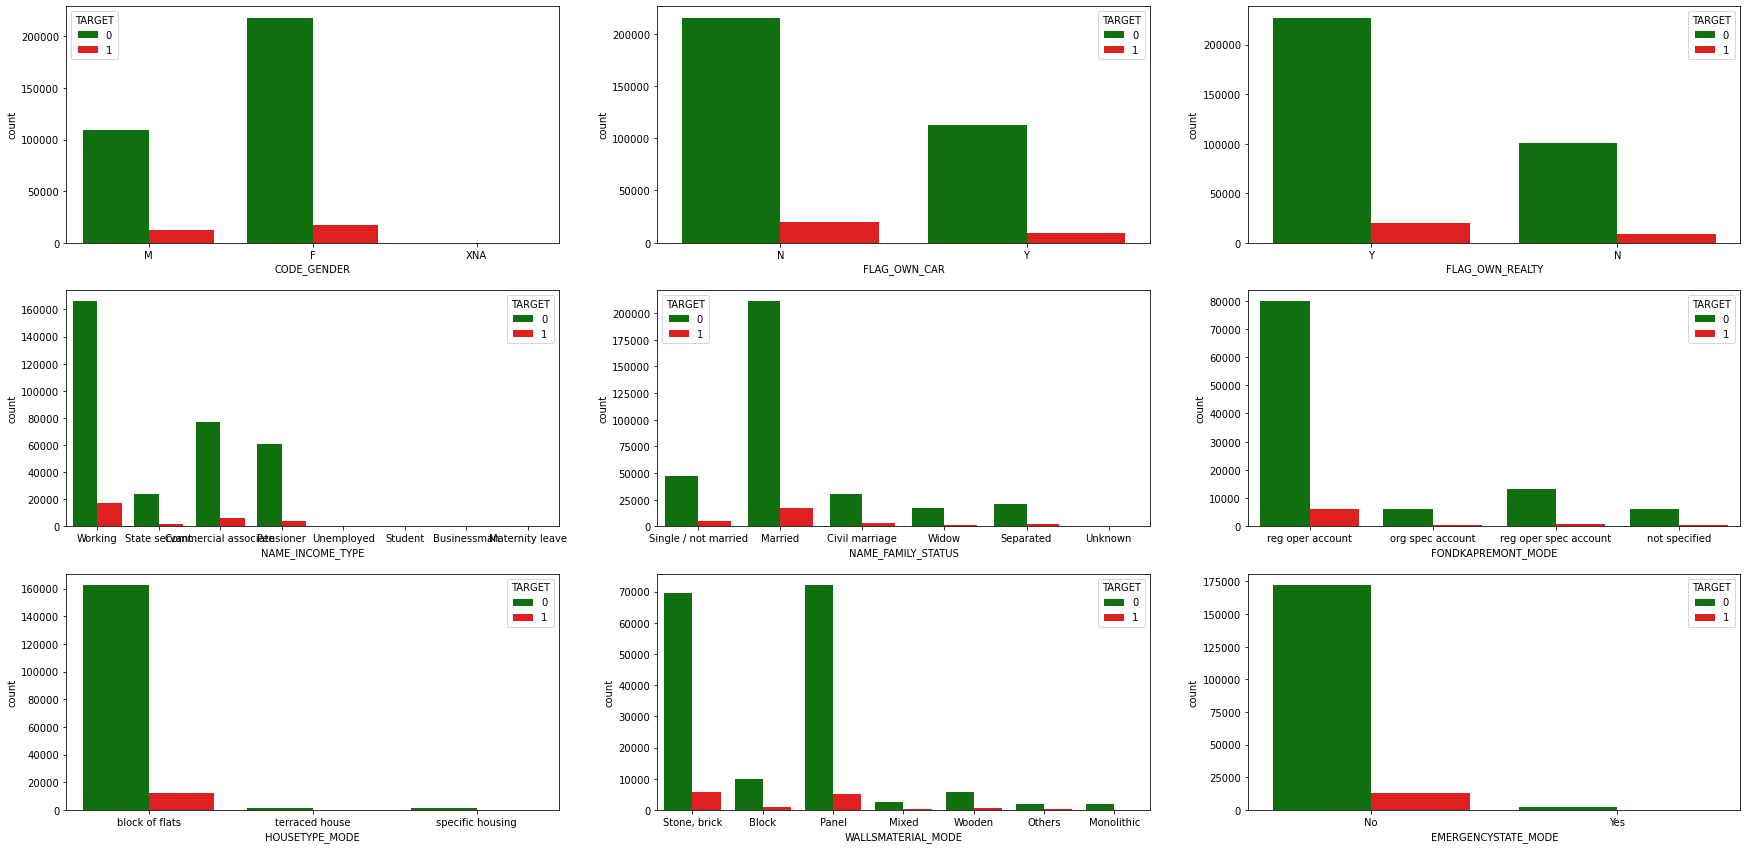 TARGET
0
1
200000
150000
100000
50000
0
count
M F XNA
CODE_GENDER
TARGET
0
1
200000
150000
100000
50000
0
count
N Y
FLAG_OWN_CAR
TARGET
0
1
200000
150000
100000
50000
0
count
Y N
FLAG_OWN_REALTY
TARGET
0
1
160000
140000
120000
100000
80000
60000
40000
20000
0
count
Working State servant Commercial associate Pensioner Unemployed Student Businessman Maternity leave
NAME_INCOME_TYPE
TARGET
0
1
200000
175000
150000
125000
100000
75000
50000
25000
0
count
Single / not married Married Civil marriage Widow Separated Unknown
NAME_FAMILY_STATUS
TARGET
0
1
80000
70000
60000
50000
40000
30000
20000
10000
0
count
reg oper account org spec account reg oper spec account not specified
FONDKAPREMONT_MODE
TARGET
0
1
160000
140000
120000
100000
80000
60000
40000
20000
0
count
block of flats terraced house specific housing
HOUSETYPE_MODE
TARGET
0
1
70000
60000
50000
40000
30000
20000
10000
0
count
Stone, brick Block Panel Mixed Wooden Others Monolithic
WALLSMATERIAL_MODE
TARGET
0
1
175000
150000
125000
100000
75000
50000
25000
0
count
No Yes
EMERGENCYSTATE_MODE